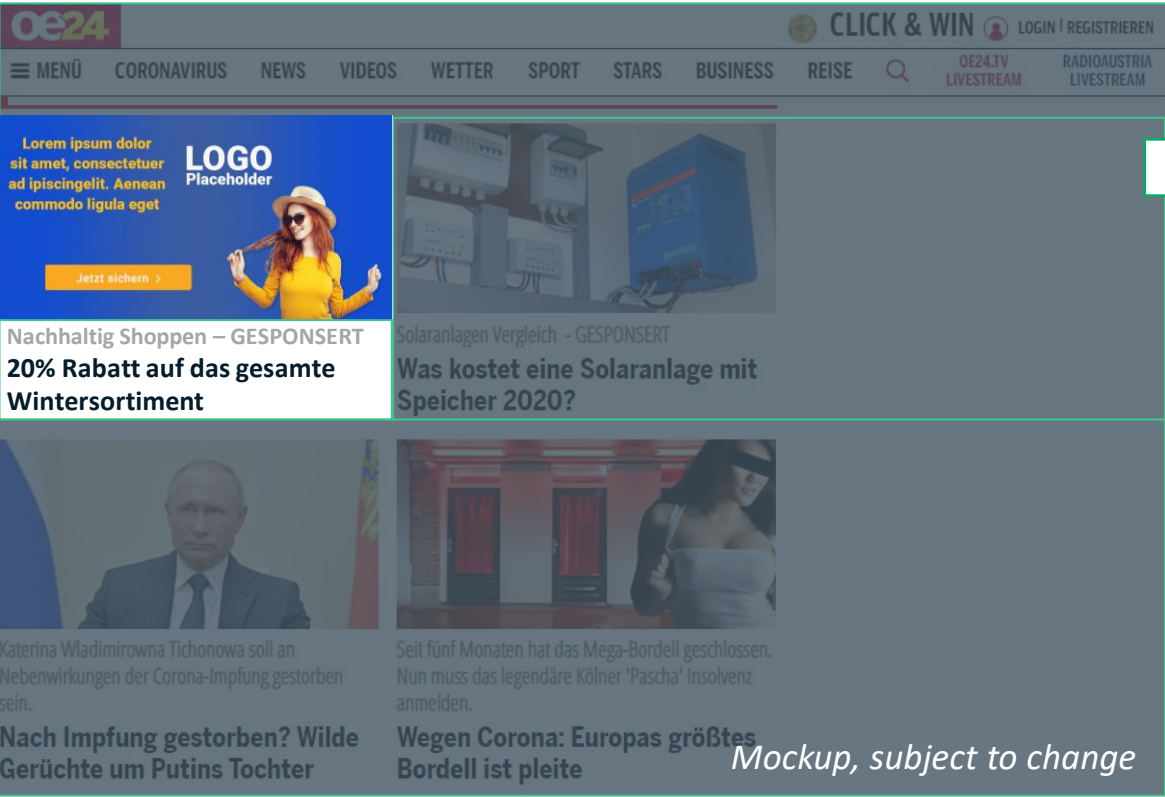 oe24
CLICK & WIN
LOGIN | REGISTRIEREN
MENÜ CORONAVIRUS NEWS VIDEOS WETTER SPORT STARS BUSINESS REISE
OE24.TV
LIVESTREAM
RADIOAUSTRIA
LIVESTREAM
Lorem ipsum dolor
sit amet, consectetuer
ad ipiscingelit. Aenean
commodo ligula eget
LOGO
Placeholder
Jetzt sichern >
Nachhaltig Shoppen – GESPONSERT
20% Rabatt auf das gesamte
Wintersortiment
Solaranlagen Vergleich - GESPONSERT
Was kostet eine Solaranlage mit
Speicher 2020?
Katerina Wladimirowna Tichonowa soll an
Nebenwirkungen der Corona-Impfung gestorben
sein.
Nach Impfung gestorben? Wilde
Gerüchte um Putins Tochter
Seit fünf Monaten hat das Mega-Bordell geschlossen.
Nun muss das legendäre Kölner 'Pascha' Insolvenz
anmelden.
Wegen Corona: Europas größtes
Bordell ist pleite
Mockup, subject to change